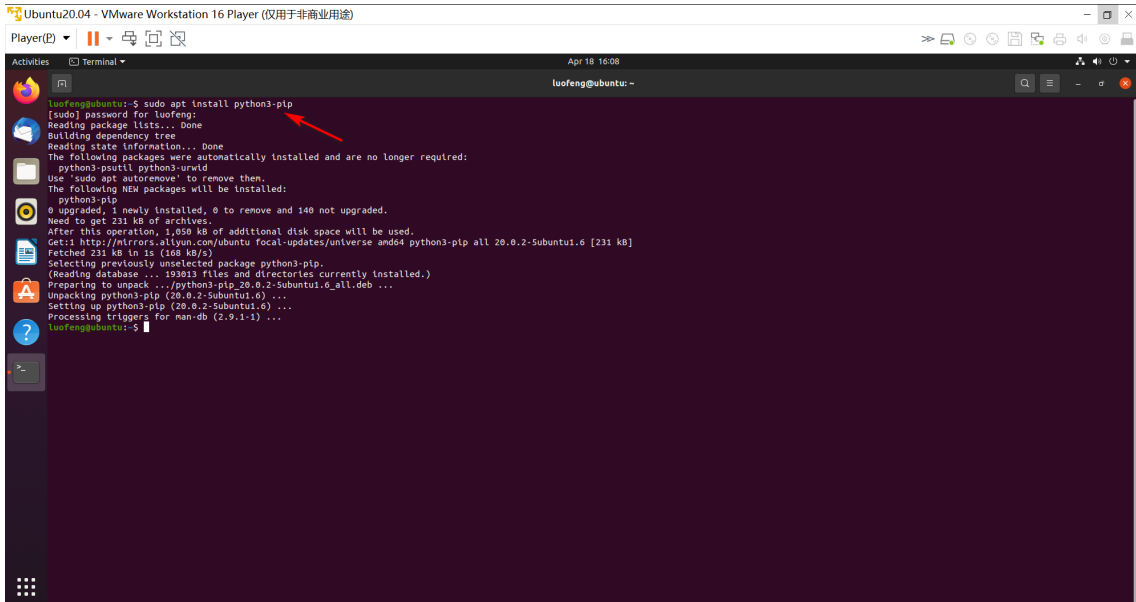 Ubuntu20.04 - VMware Workstation 16 Player (仅用于非商业用途)
Player(P)
Activities Terminal Apr 18 16:08
luofeng@ubuntu: ~
luofeng@ubuntu:~$ sudo apt install python3-pip
[sudo] password for luofeng:
Reading package lists... Done
Building dependency tree
Reading state information... Done
The following packages were automatically installed and are no longer required:
python3-psutil python3-urwid
Use 'sudo apt autoremove' to remove them.
The following NEW packages will be installed:
python3-pip
0 upgraded, 1 newly installed, 0 to remove and 140 not upgraded.
Need to get 231 kB of archives.
After this operation, 1,050 kB of additional disk space will be used.
Get:1 http://mirrors.aliyun.com/ubuntu focal-updates/universe amd64 python3-pip all 20.0.2-5ubuntu1.6 [231 kB]
Fetched 231 kB in 1s (168 kB/s)
Selecting previously unselected package python3-pip.
(Reading database ... 193013 files and directories currently installed.)
Preparing to unpack .../python3-pip_20.0.2-5ubuntu1.6_all.deb ...
Unpacking python3-pip (20.0.2-5ubuntu1.6) ...
Setting up python3-pip (20.0.2-5ubuntu1.6) ...
Processing triggers for man-db (2.9.1-1) ...
luofeng@ubuntu:~$